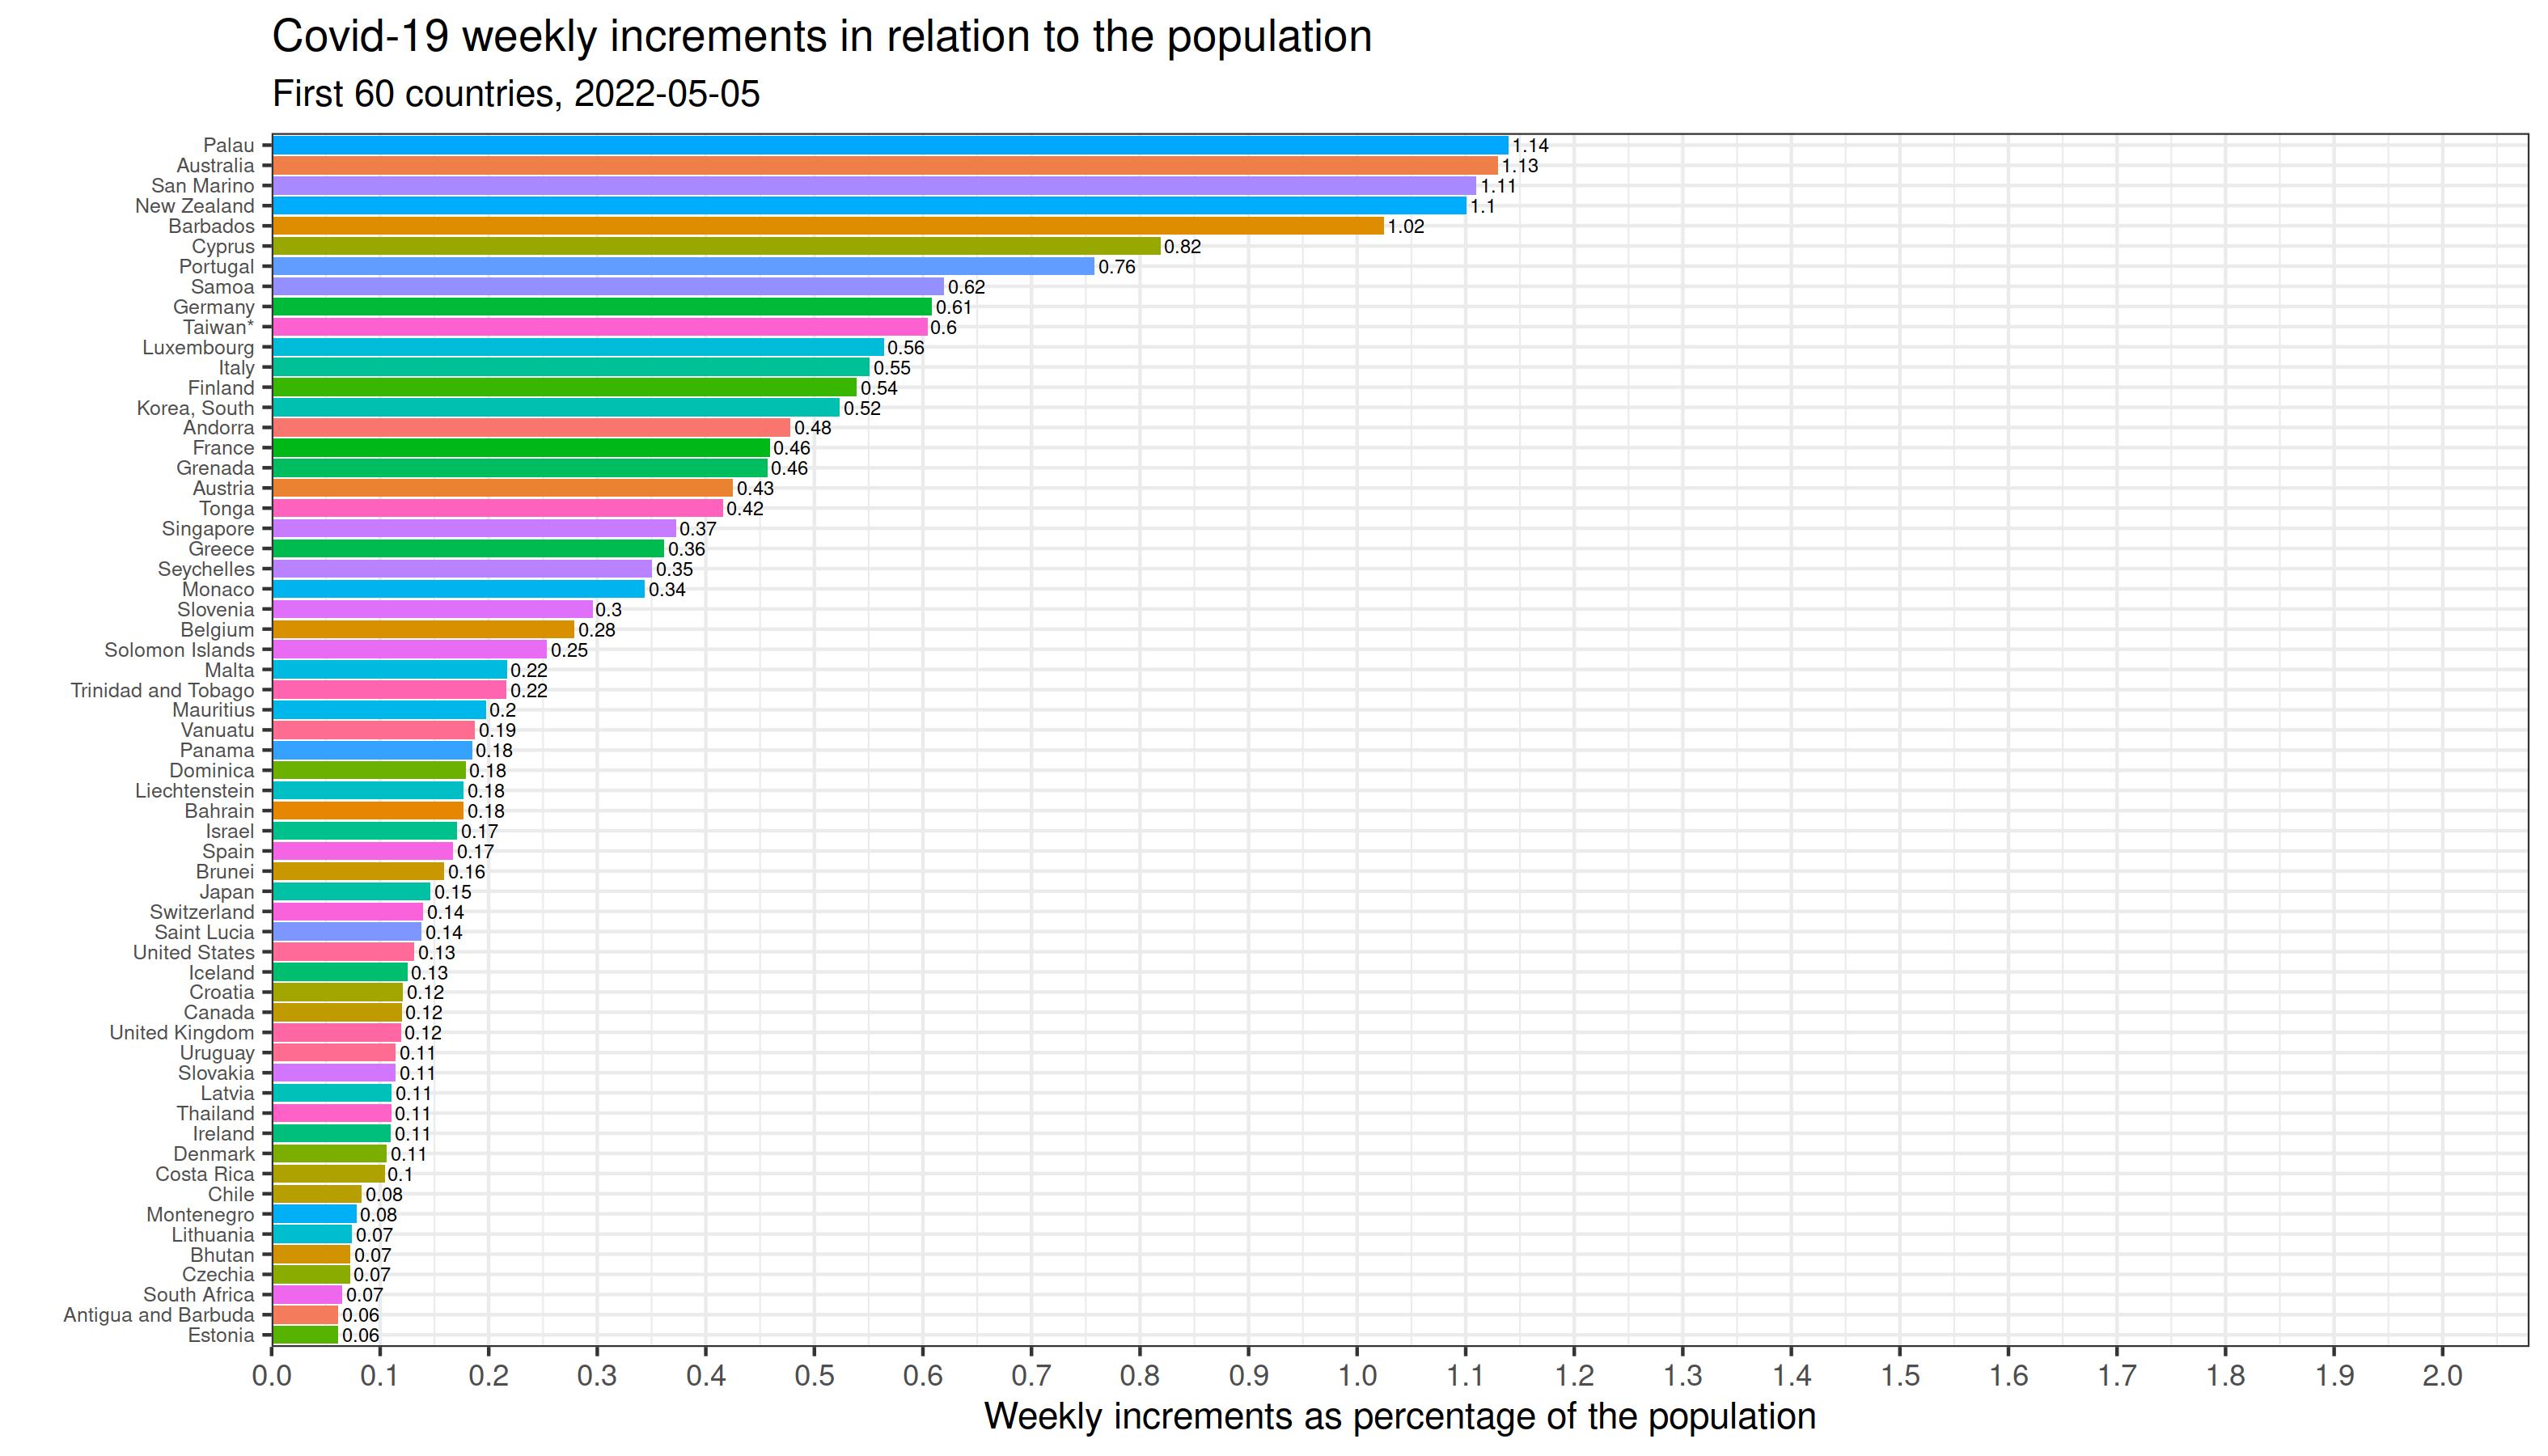 Covid-19 weekly increments in relation to the population
First 60 countries, 2022-05-05
Palau 1.14
Australia 1.13
San Marino 1.11
New Zealand 1.1
Barbados 1.02
Cyprus 0.82
Portugal 0.76
Samoa 0.62
Germany 0.61
Taiwan* 0.6
Luxembourg 0.56
Italy 0.55
Finland 0.54
Korea, South 0.52
Andorra 0.48
France 0.46
Grenada 0.46
Austria 0.43
Tonga 0.42
Singapore 0.37
Greece 0.36
Seychelles 0.35
Monaco 0.34
Slovenia 0.3
Belgium 0.28
Solomon Islands 0.25
Malta 0.22
Trinidad and Tobago 0.22
Mauritius 0.2
Vanuatu 0.19
Panama 0.18
Dominica 0.18
Liechtenstein 0.18
Bahrain 0.18
Israel 0.17
Spain 0.17
Brunei 0.16
Japan 0.15
Switzerland 0.14
Saint Lucia 0.14
United States 0.13
Iceland 0.13
Croatia 0.12
Canada 0.12
United Kingdom 0.12
Uruguay 0.11
Slovakia 0.11
Latvia 0.11
Thailand 0.11
Ireland 0.11
Denmark 0.11
Costa Rica 0.1
Chile 0.08
Montenegro 0.08
Lithuania 0.07
Bhutan 0.07
Czechia 0.07
South Africa 0.07
Antigua and Barbuda 0.06
Estonia 0.06
0.0 0.1 0.2 0.3 0.4 0.5 0.6 0.7 0.8 0.9 1.0 1.1 1.2 1.3 1.4 1.5 1.6 1.7 1.8 1.9 2.0
Weekly increments as percentage of the population